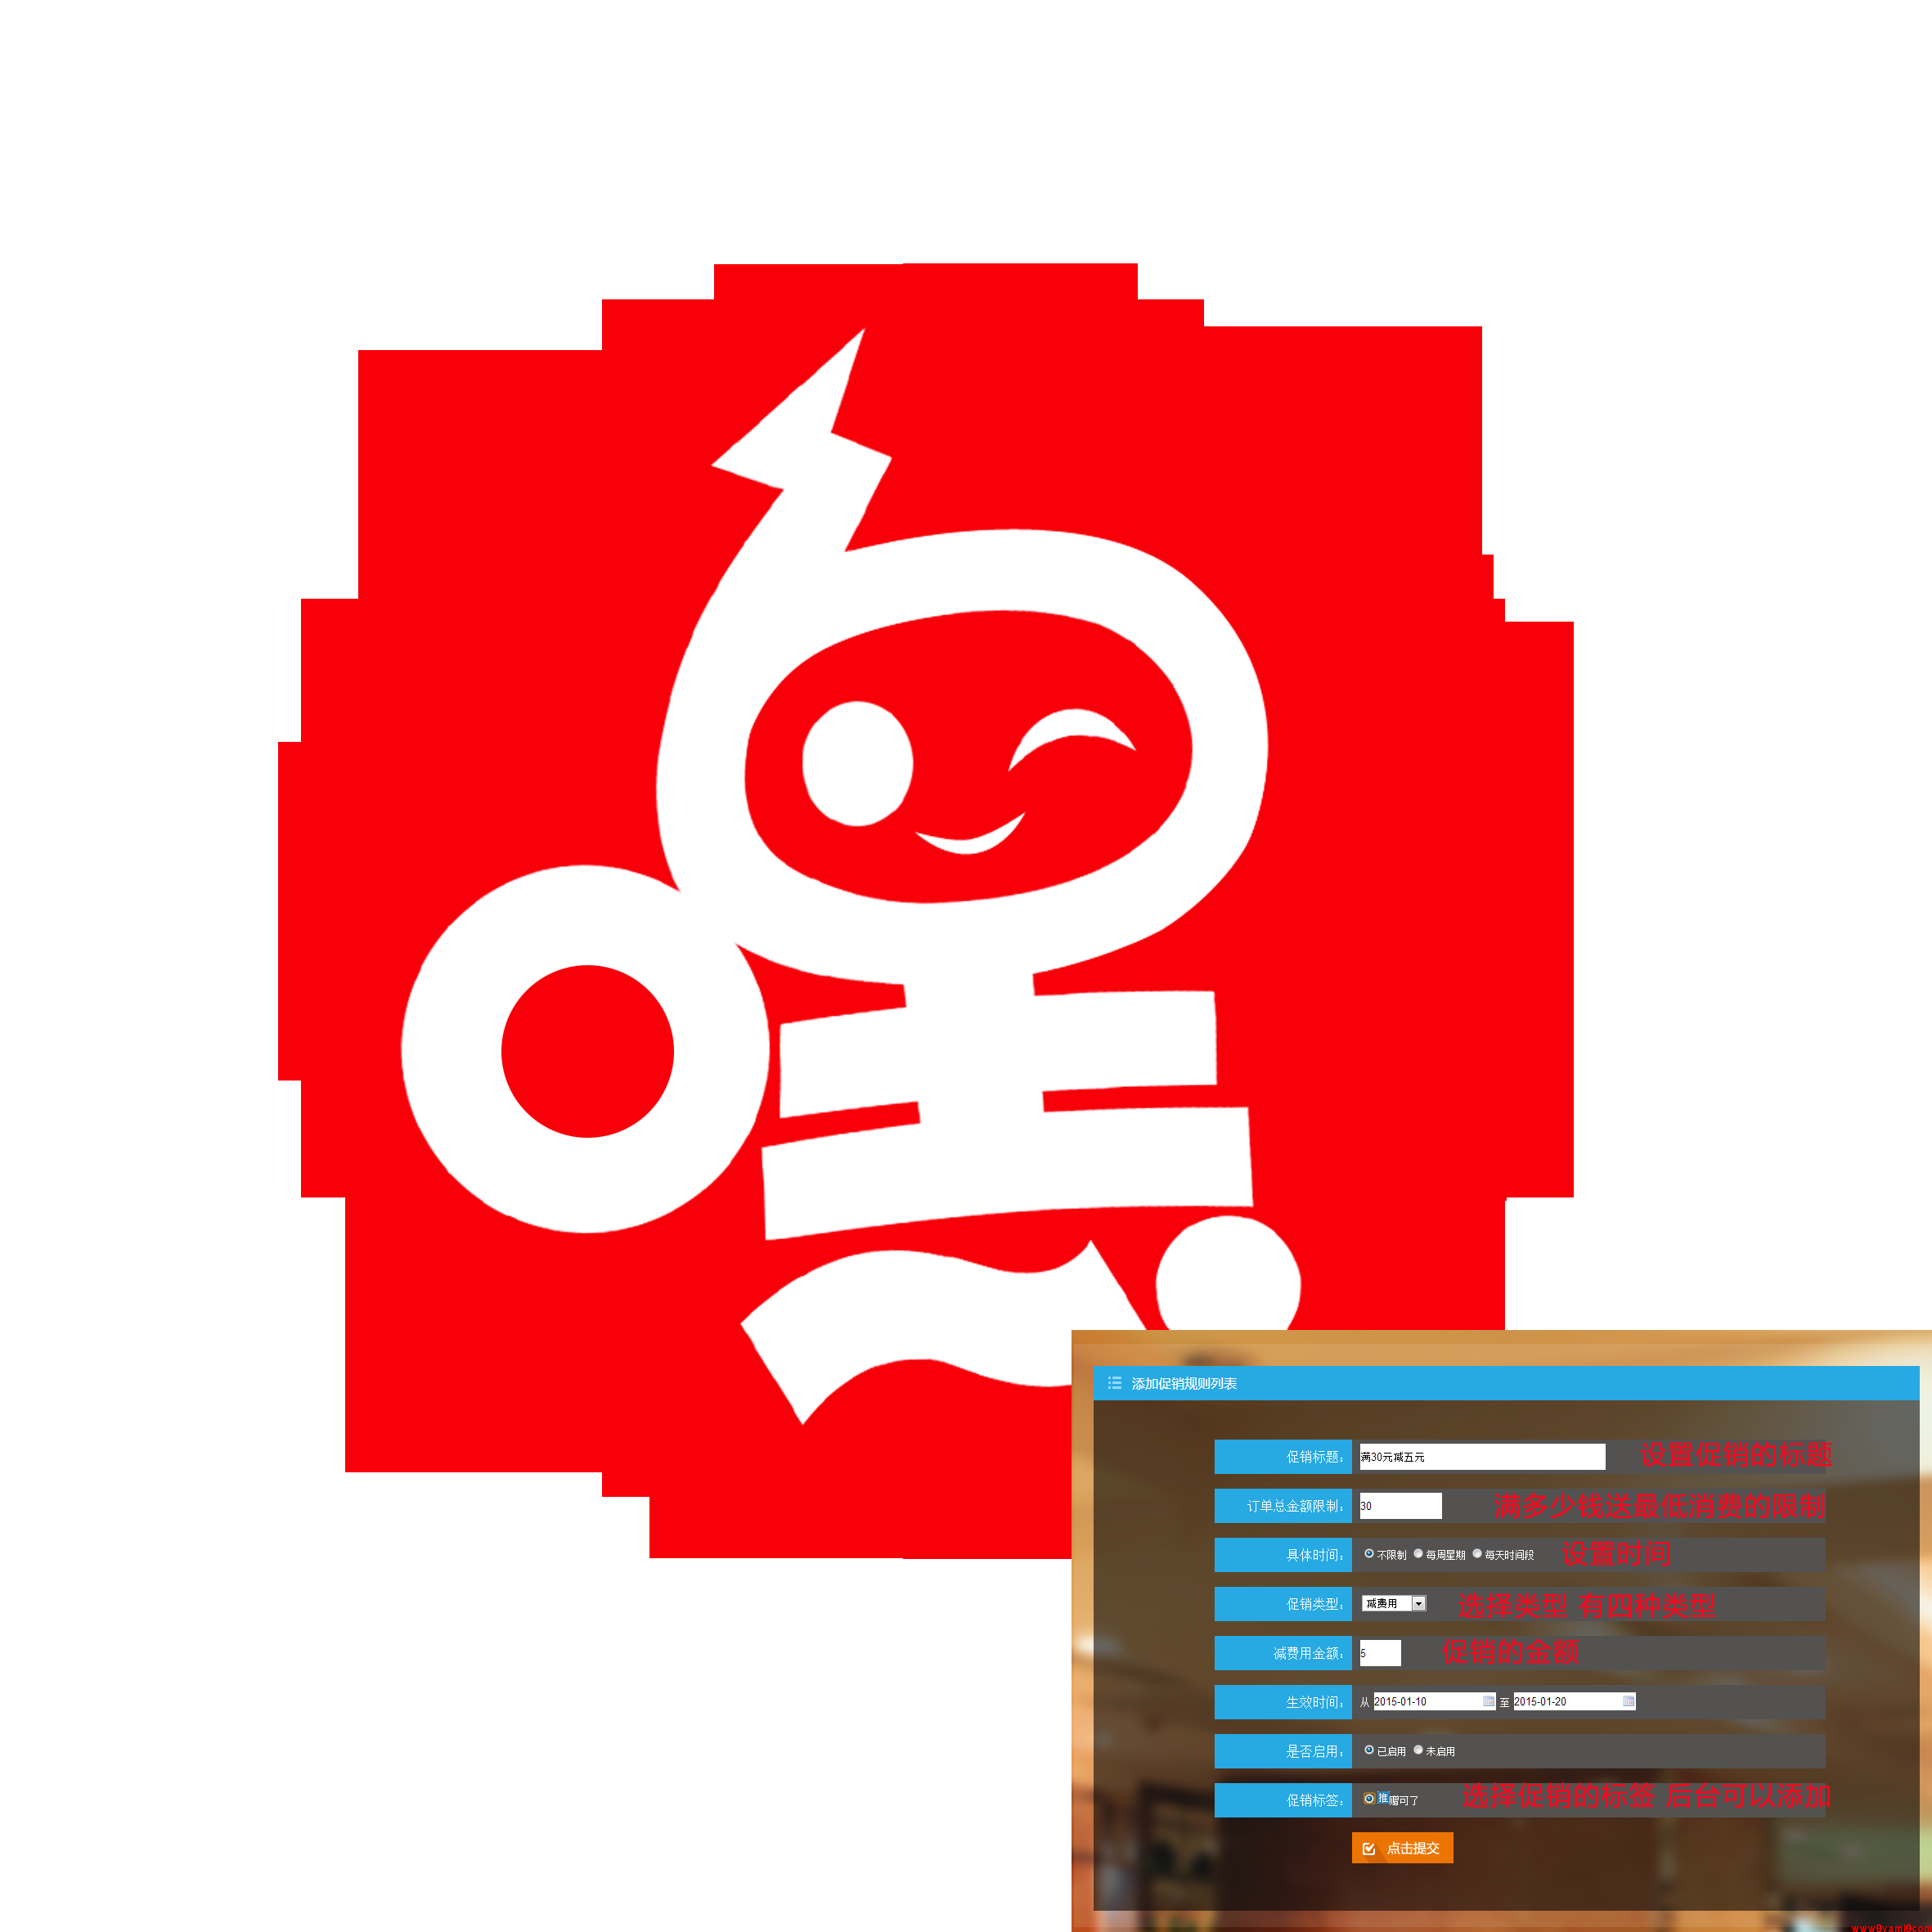 添加促销规则列表
促销标题： 满30元减五元 设置促销的标题
订单总金额限制： 30 满多少钱送最低消费的限制
具体时间： 不限制 每周星期 每天时间段 设置时间
促销类型： 减费用 选择类型 有四种类型
减费用金额： 5 促销的金额
生效时间： 从 2015-01-10 至 2015-01-20
是否启用： 已启用 未启用
促销标签： 推 赠可了 选择促销的标签 后台可以添加
点击提交